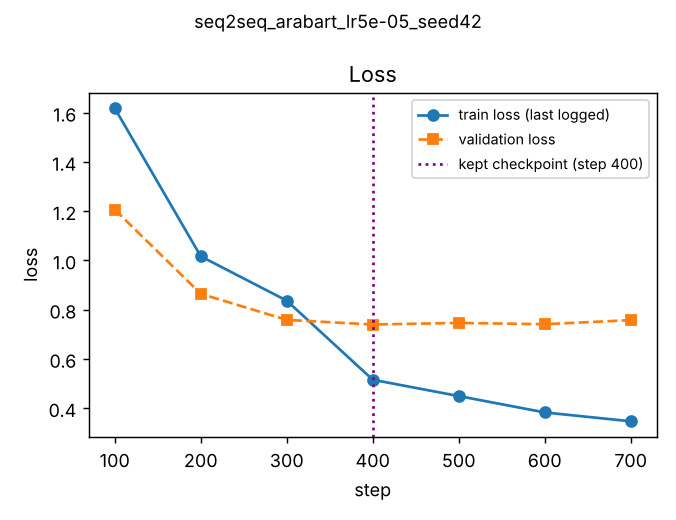 seq2seq_arabart_lr5e-05_seed42
Loss
train loss (last logged)
validation loss
kept checkpoint (step 400)
loss
1.6
1.4
1.2
1.0
0.8
0.6
0.4
100 200 300 400 500 600 700
step